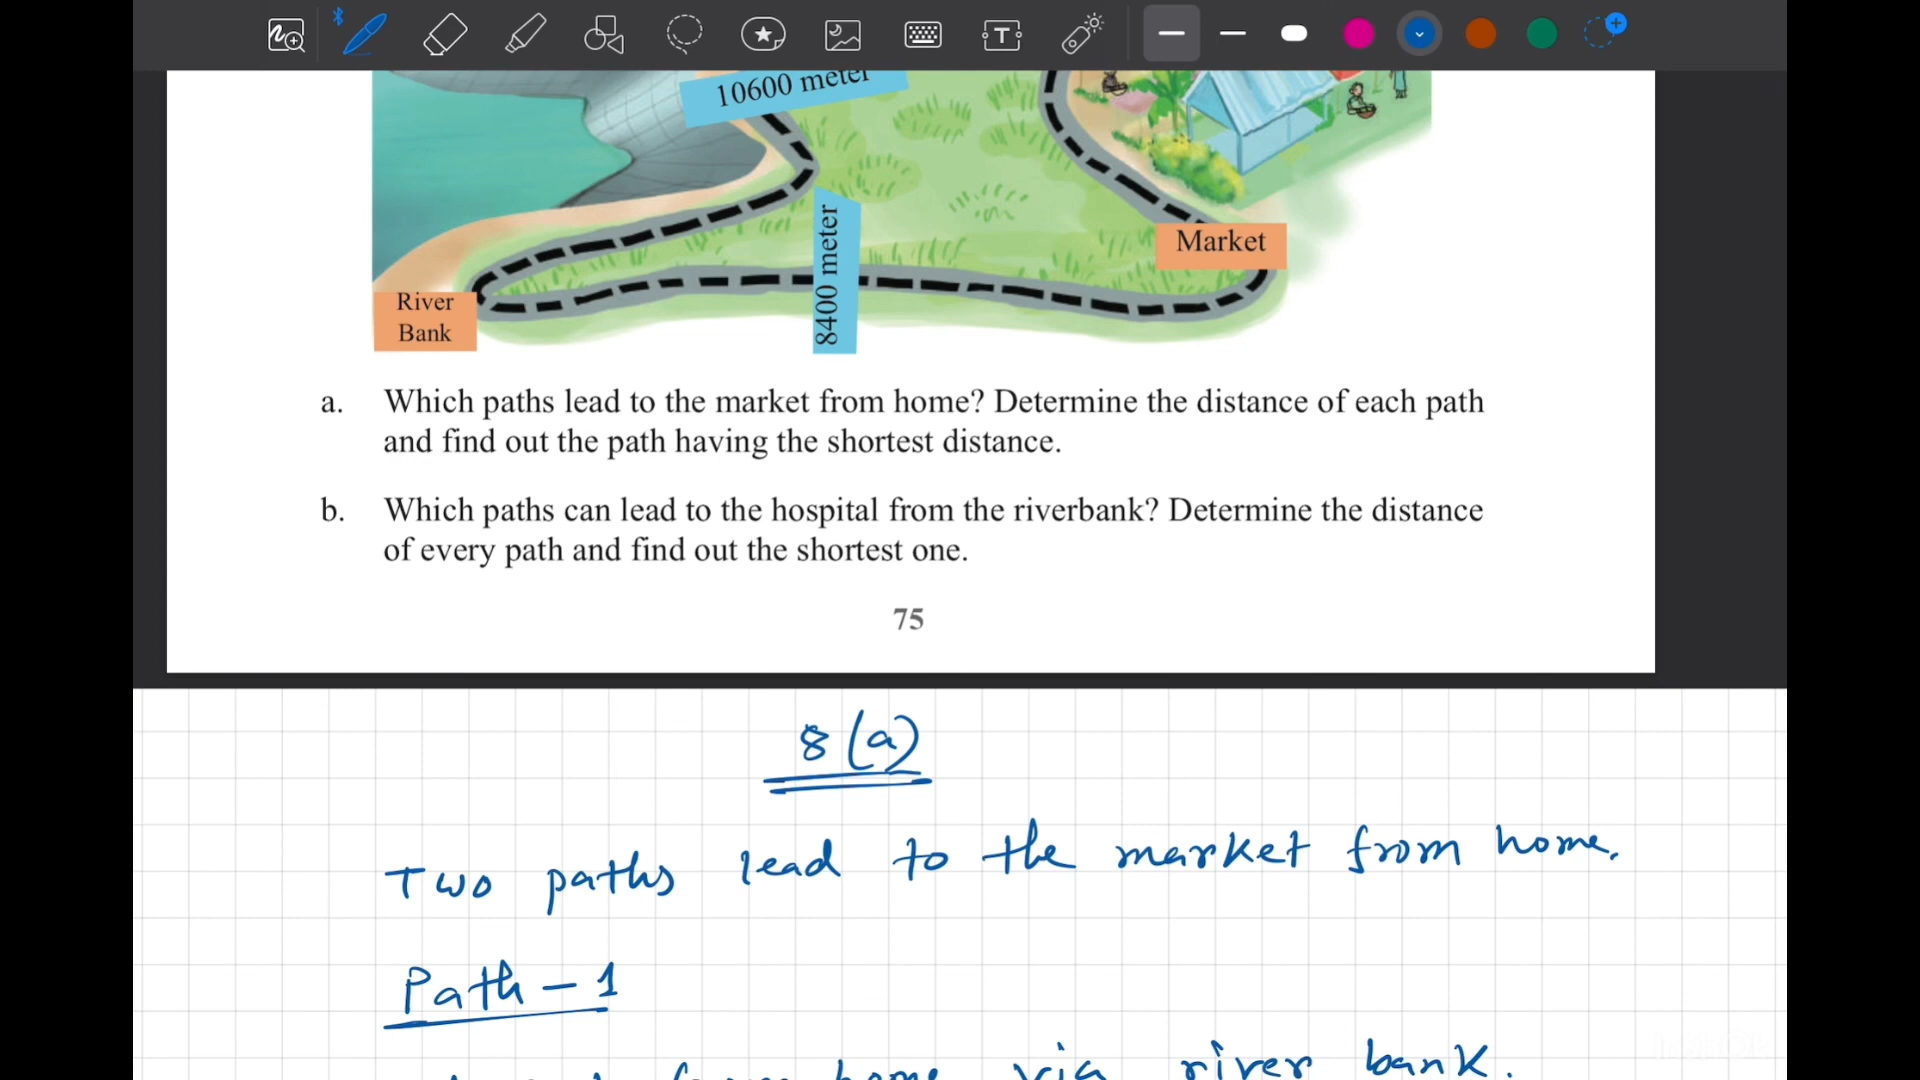 10600 meter
8400 meter
Market
River
Bank
a. Which paths lead to the market from home? Determine the distance of each path
and find out the path having the shortest distance.
b. Which paths can lead to the hospital from the riverbank? Determine the distance
of every path and find out the shortest one.
75
8(a)
Two paths lead to the market from home.
Path-1
home via river bank.